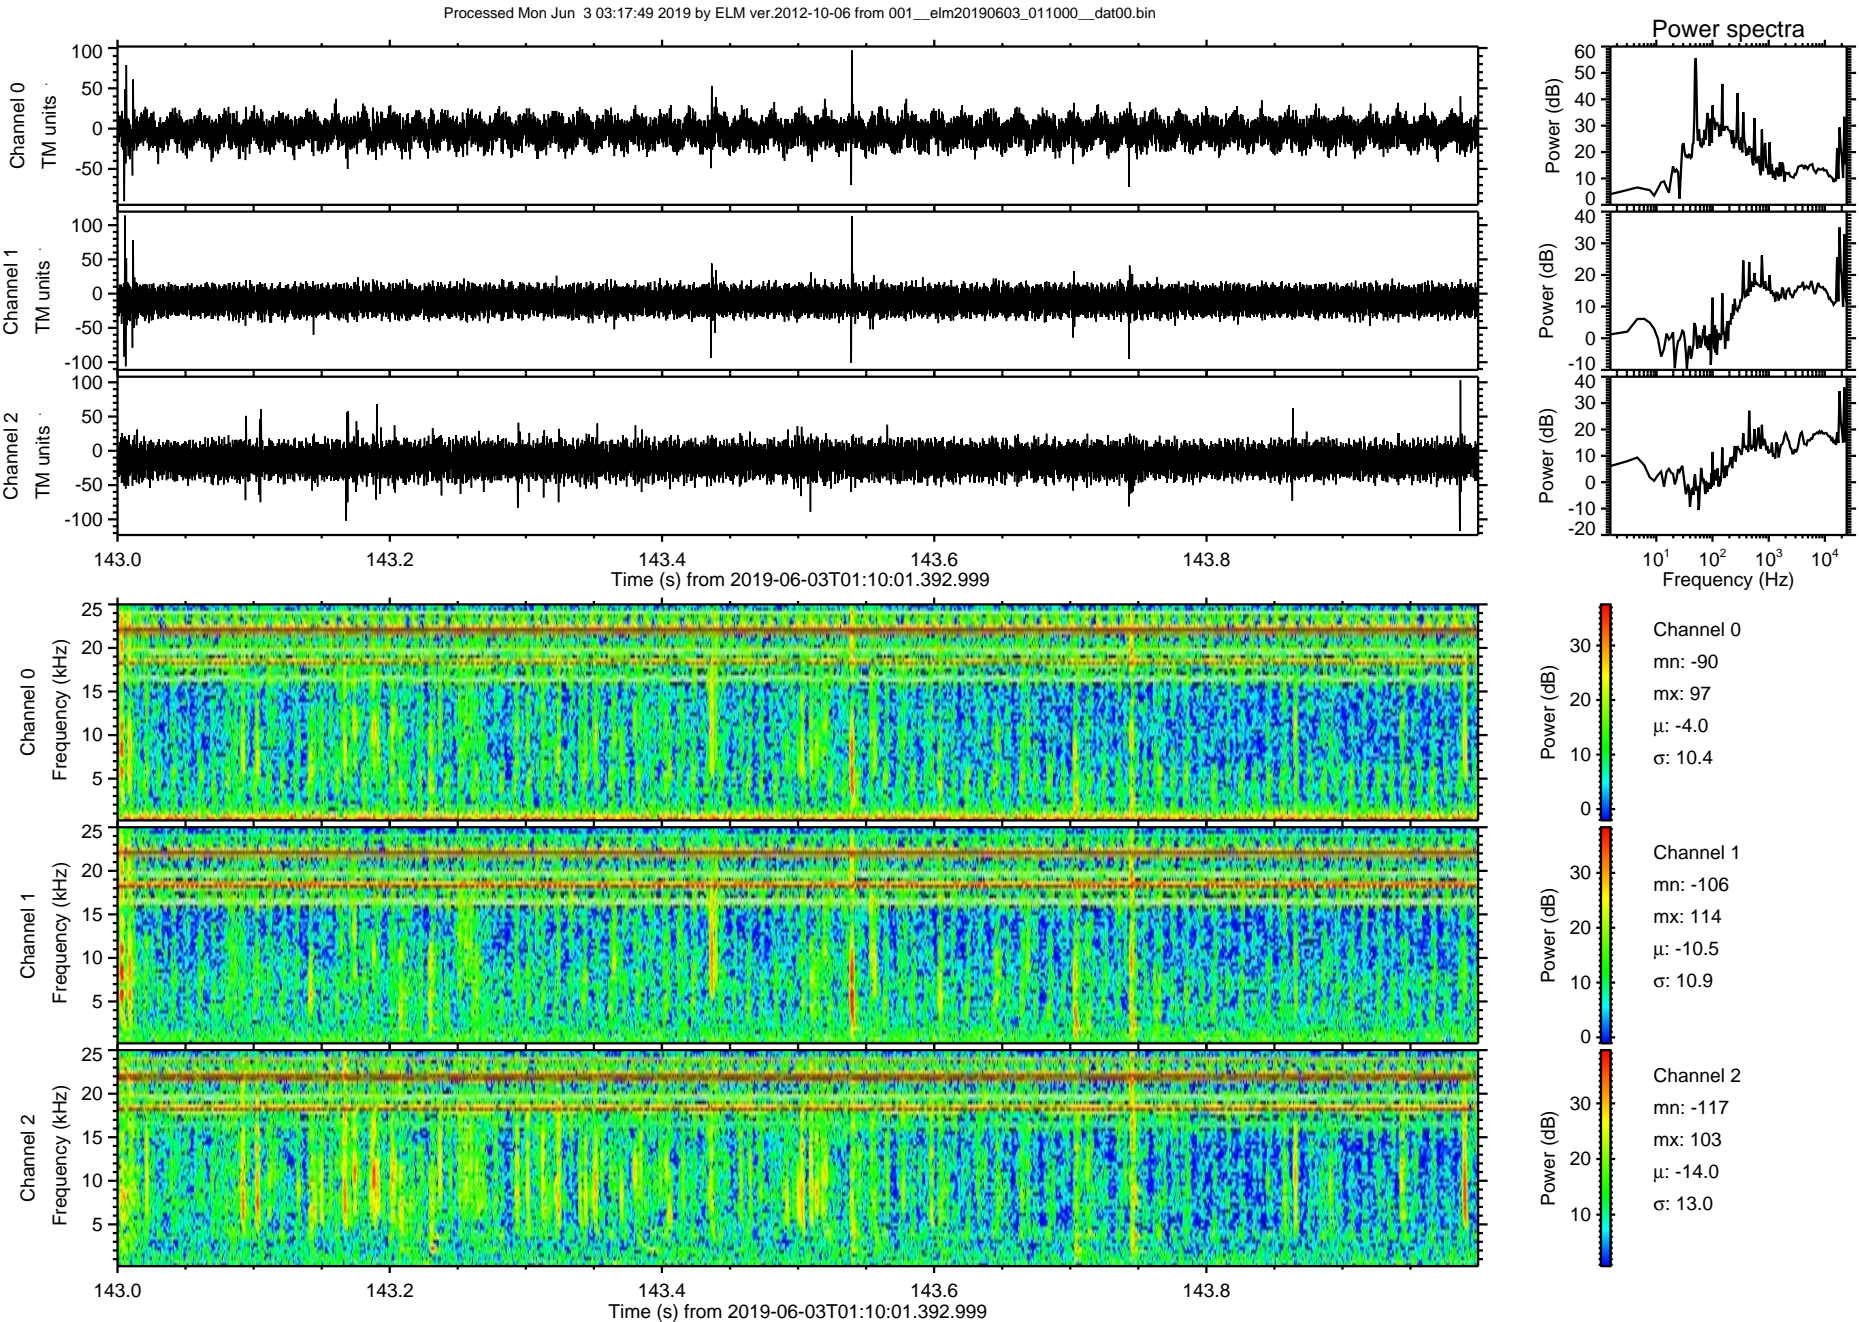 Processed Mon Jun  3 03:17:49 2019 by ELM ver.2012-10-06 from 001__elm20190603_011000__dat00.bin
Power spectra
Channel 0
TM units
100
50
0
-50
Power (dB)
60
50
40
30
20
10
0
Channel 1
TM units
100
50
0
-50
-100
Power (dB)
40
30
20
10
0
-10
Channel 2
TM units
100
50
0
-50
-100
Power (dB)
40
30
20
10
0
-10
-20
143.0 143.2 143.4 143.6 143.8
Time (s) from 2019-06-03T01:10:01.392.999
10^1 10^2 10^3 10^4
Frequency (Hz)
Channel 0
Frequency (kHz)
25
20
15
10
5
Power (dB)
30
20
10
0
Channel 0
mn: -90
mx: 97
µ: -4.0
σ: 10.4
Channel 1
Frequency (kHz)
25
20
15
10
5
Power (dB)
30
20
10
0
Channel 1
mn: -106
mx: 114
µ: -10.5
σ: 10.9
Channel 2
Frequency (kHz)
25
20
15
10
5
Power (dB)
30
20
10
Channel 2
mn: -117
mx: 103
µ: -14.0
σ: 13.0
143.0 143.2 143.4 143.6 143.8
Time (s) from 2019-06-03T01:10:01.392.999